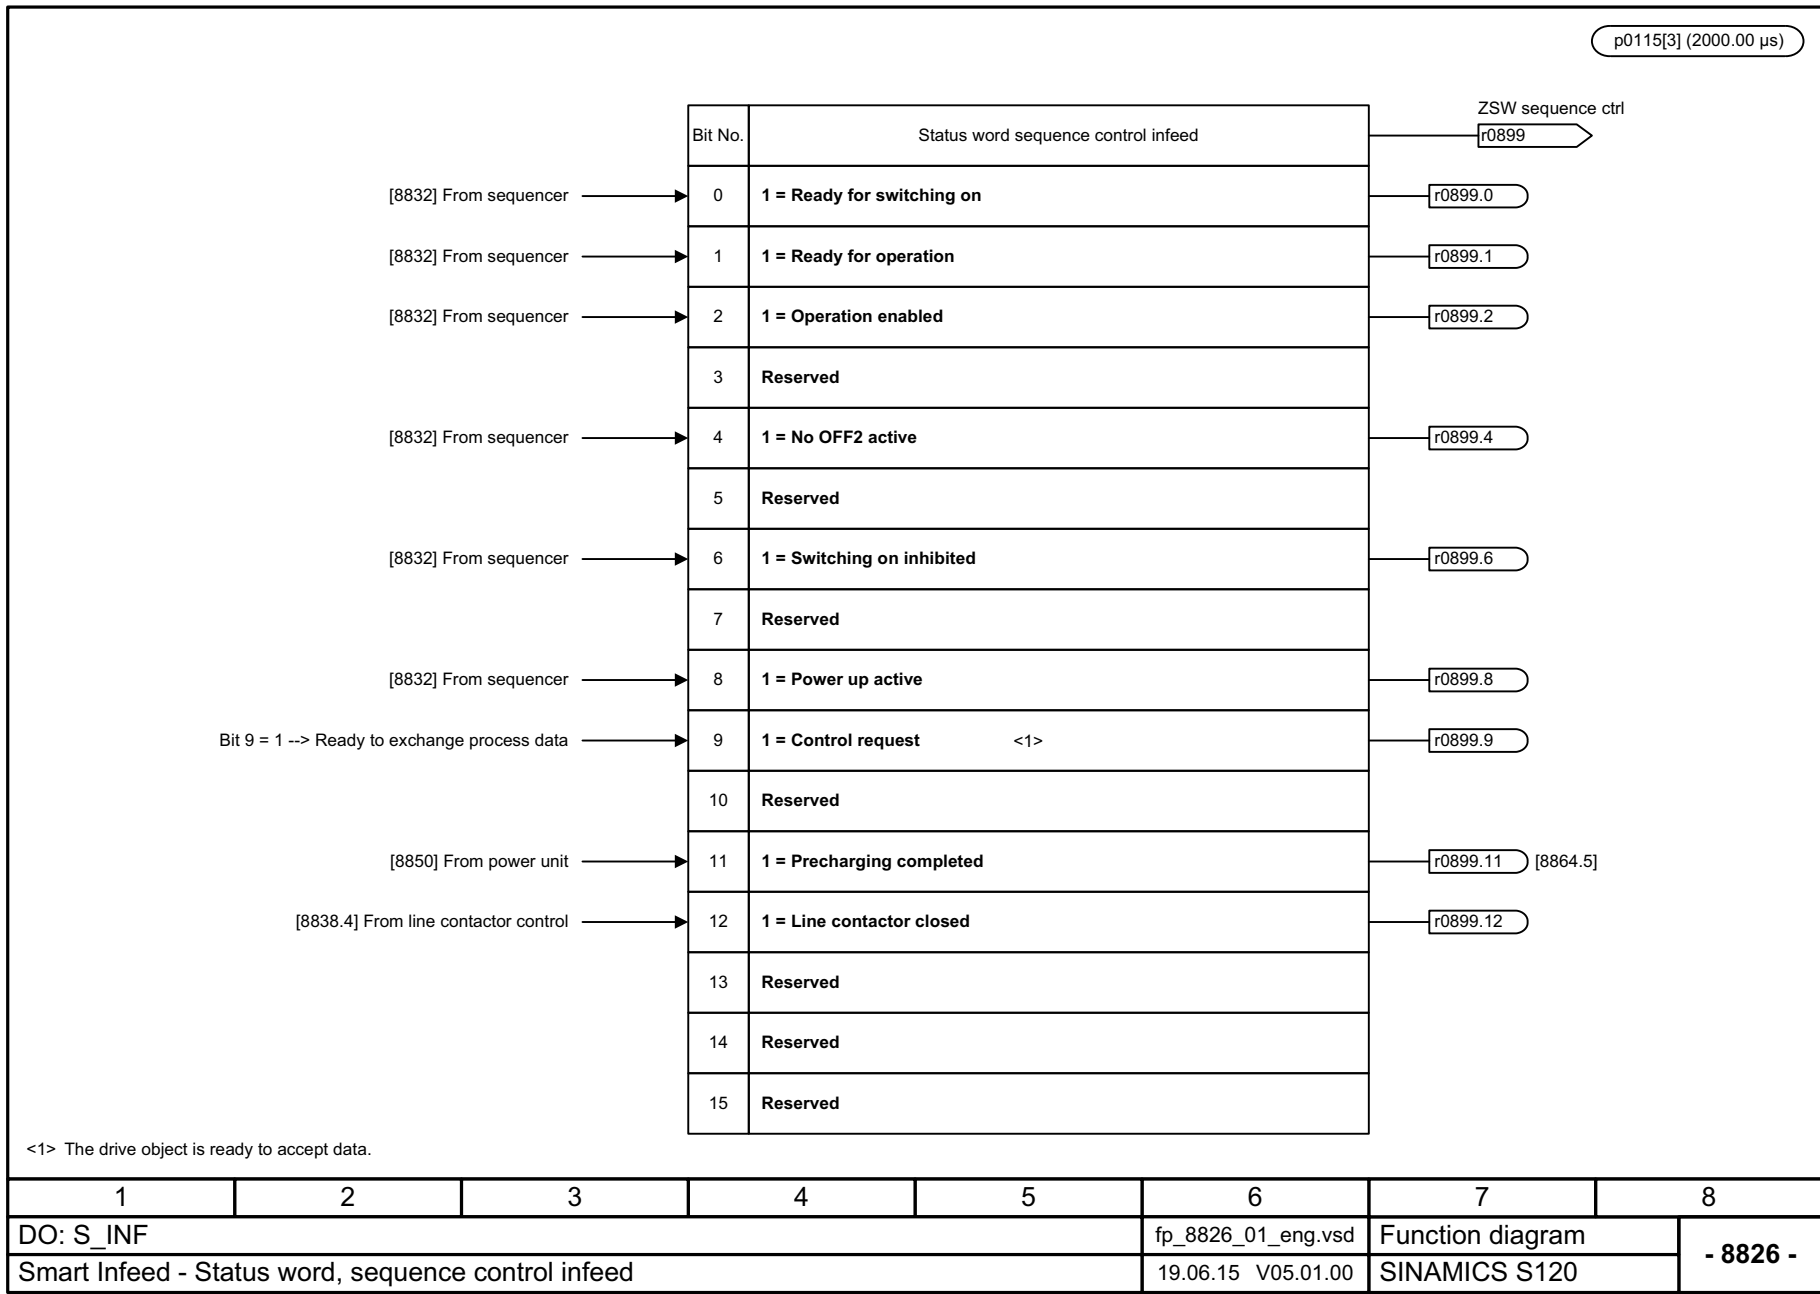 p0115[3] (2000.00 µs)
ZSW sequence ctrl
Bit No. Status word sequence control infeed r0899
[8832] From sequencer 0 1 = Ready for switching on r0899.0
[8832] From sequencer 1 1 = Ready for operation r0899.1
[8832] From sequencer 2 1 = Operation enabled r0899.2
3 Reserved
[8832] From sequencer 4 1 = No OFF2 active r0899.4
5 Reserved
[8832] From sequencer 6 1 = Switching on inhibited r0899.6
7 Reserved
[8832] From sequencer 8 1 = Power up active r0899.8
Bit 9 = 1 --> Ready to exchange process data 9 1 = Control request <1> r0899.9
10 Reserved
[8850] From power unit 11 1 = Precharging completed r0899.11 [8864.5]
[8838.4] From line contactor control 12 1 = Line contactor closed r0899.12
13 Reserved
14 Reserved
15 Reserved
<1> The drive object is ready to accept data.
1 2 3 4 5 6 7 8
DO: S_INF fp_8826_01_eng.vsd Function diagram
- 8826 -
Smart Infeed - Status word, sequence control infeed 19.06.15 V05.01.00 SINAMICS S120